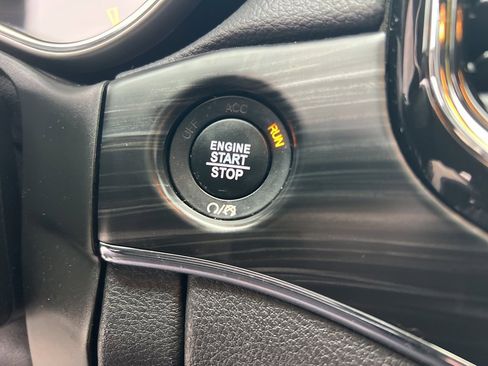 OFF ACC RUN
ENGINE
START
STOP